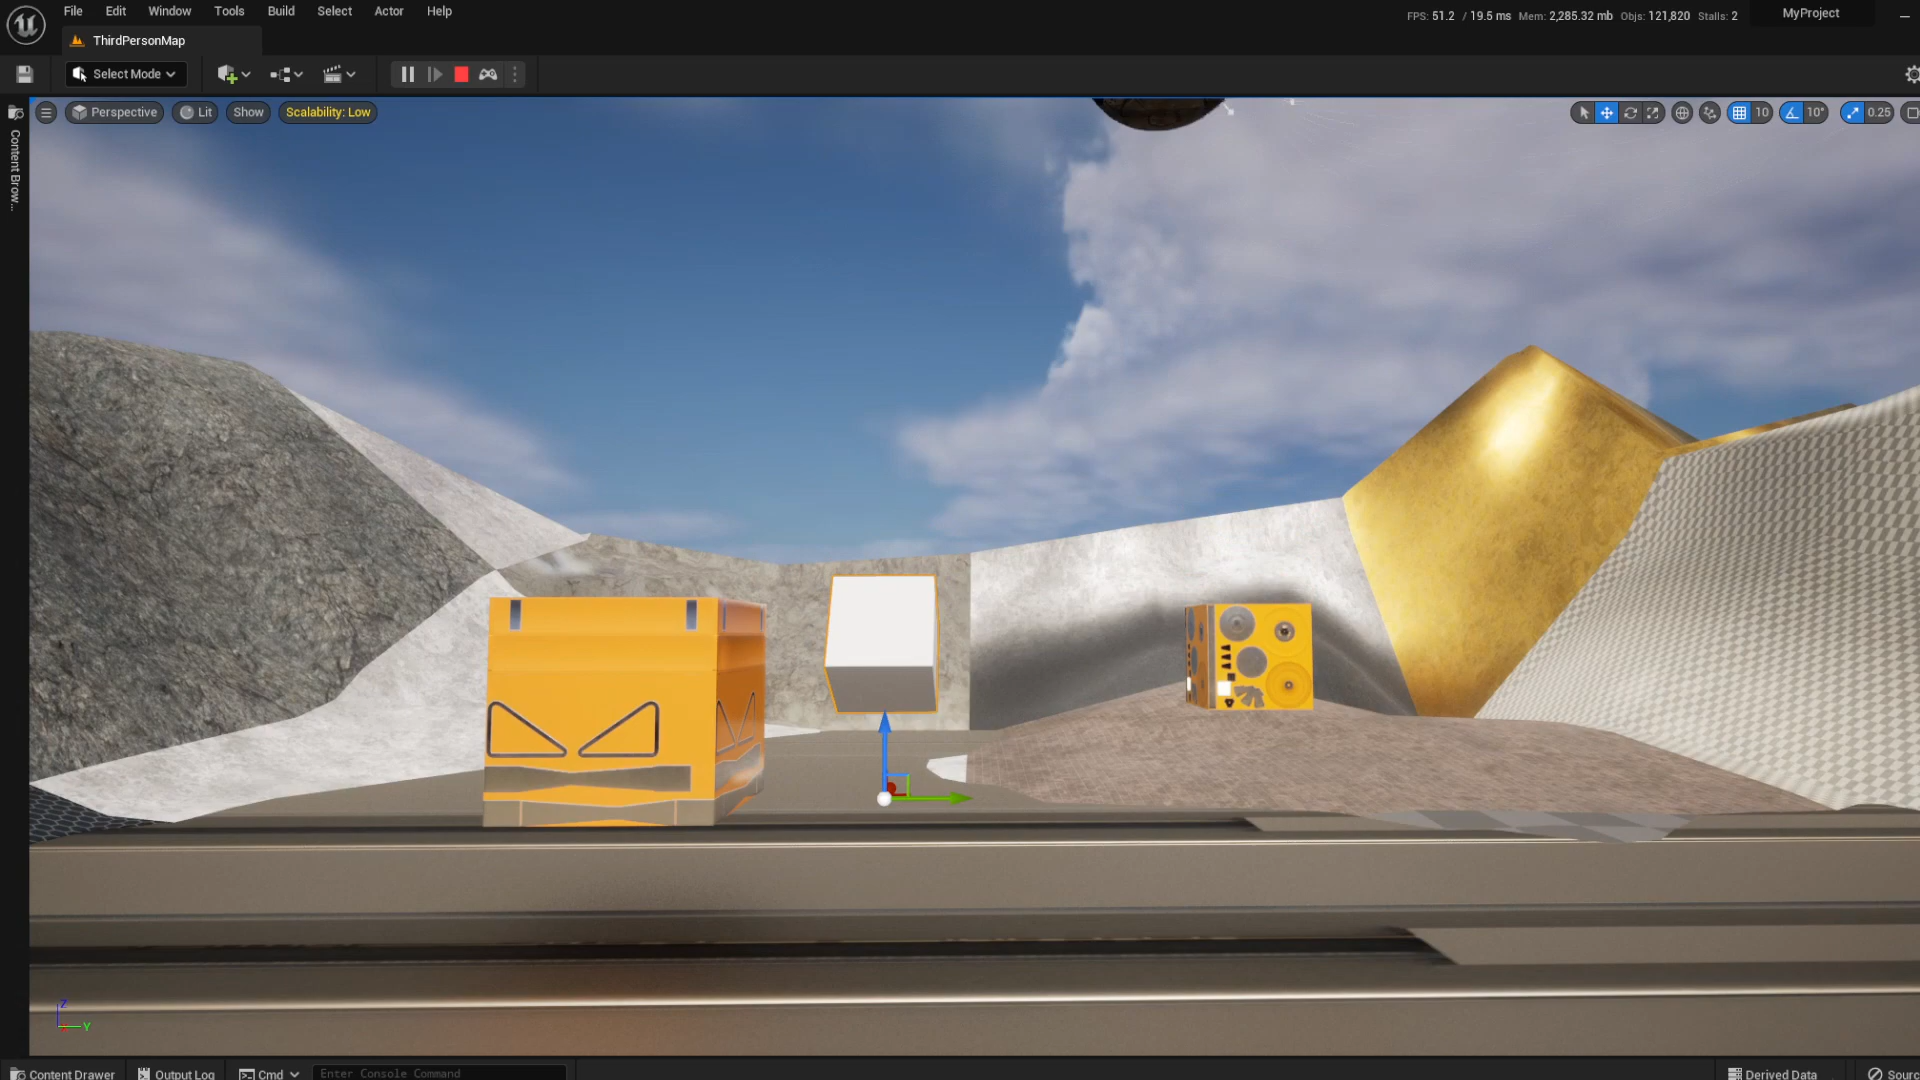 File Edit Window Tools Build Select Actor Help
FPS: 51.2 / 19.5 ms Mem: 2,285.32 mb Objs: 121,820 Stalls: 2
MyProject
ThirdPersonMap
Select Mode
Perspective Lit Show Scalability: Low
10 10° 0.25
Content Brow...
Z
Y
Content Drawer Output Log Cmd Enter Console Command Derived Data Sourc